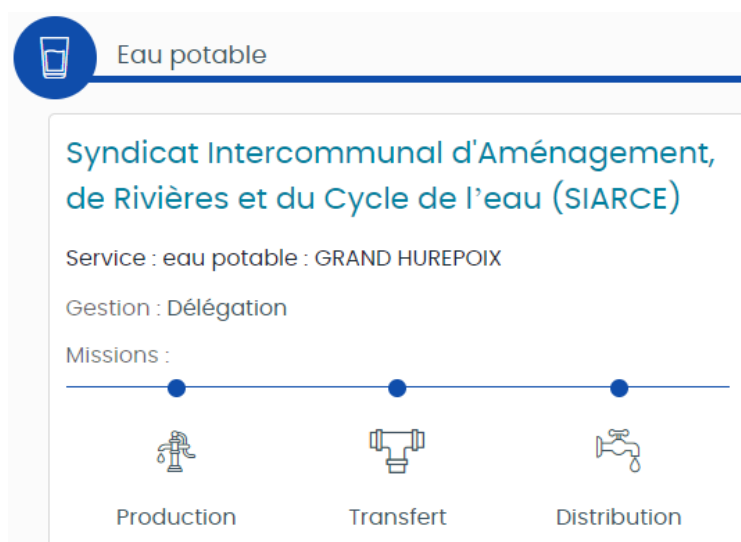 Eau potable
Syndicat Intercommunal d'Aménagement,
de Rivières et du Cycle de l’eau (SIARCE)
Service : eau potable : GRAND HUREPOIX
Gestion : Délégation
Missions :
Production Transfert Distribution